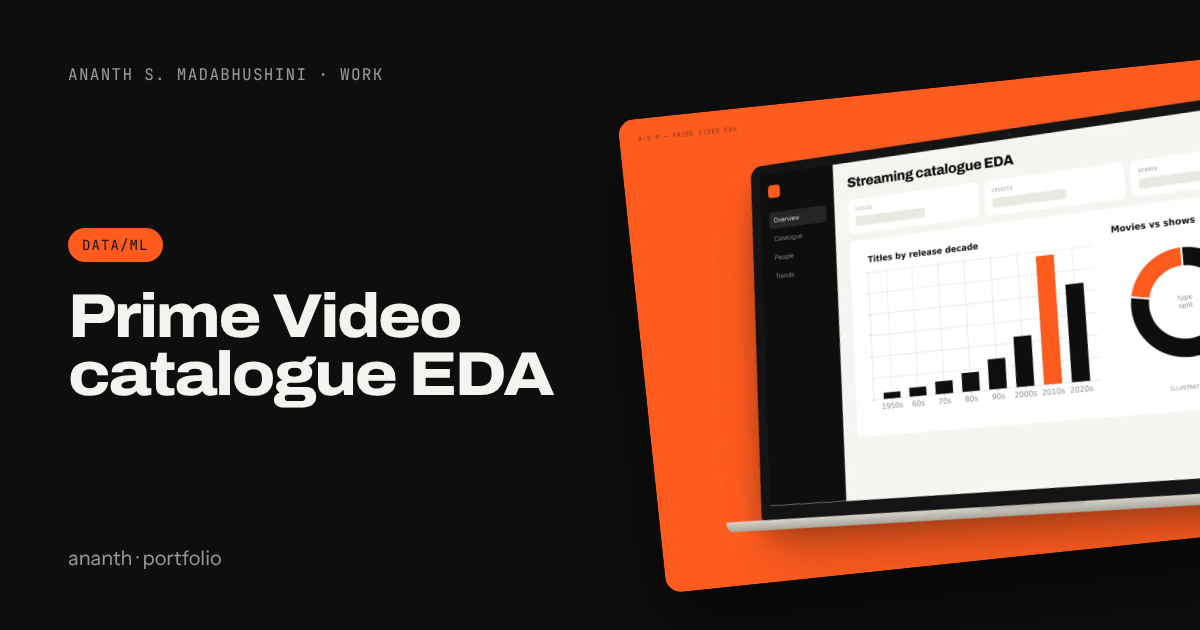 ANANTH S. MADABHUSHINI · WORK
DATA/ML
Prime Video
catalogue EDA
ananth·portfolio
A·S·M — PRIME VIDEO EDA
Streaming catalogue EDA
Overview
Catalogue
People
Trends
TITLES
CREDITS
GENRES
Titles by release decade
1950s 60s 70s 80s 90s 2000s 2010s 2020s
Movies vs shows
type
split